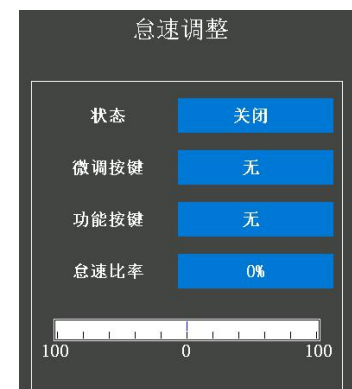 怠速调整
状态 关闭
微调按键 无
功能按键 无
怠速比率 0%
100 0 100